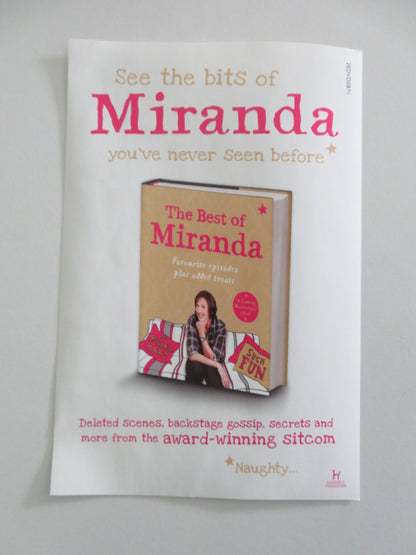 See the bits of
Miranda
you've never seen before*
The Best of
Miranda
Favourite episodes
plus added treats
SUCH
FUN
Deleted scenes, backstage gossip, secrets and
more from the award-winning sitcom
*Naughty...